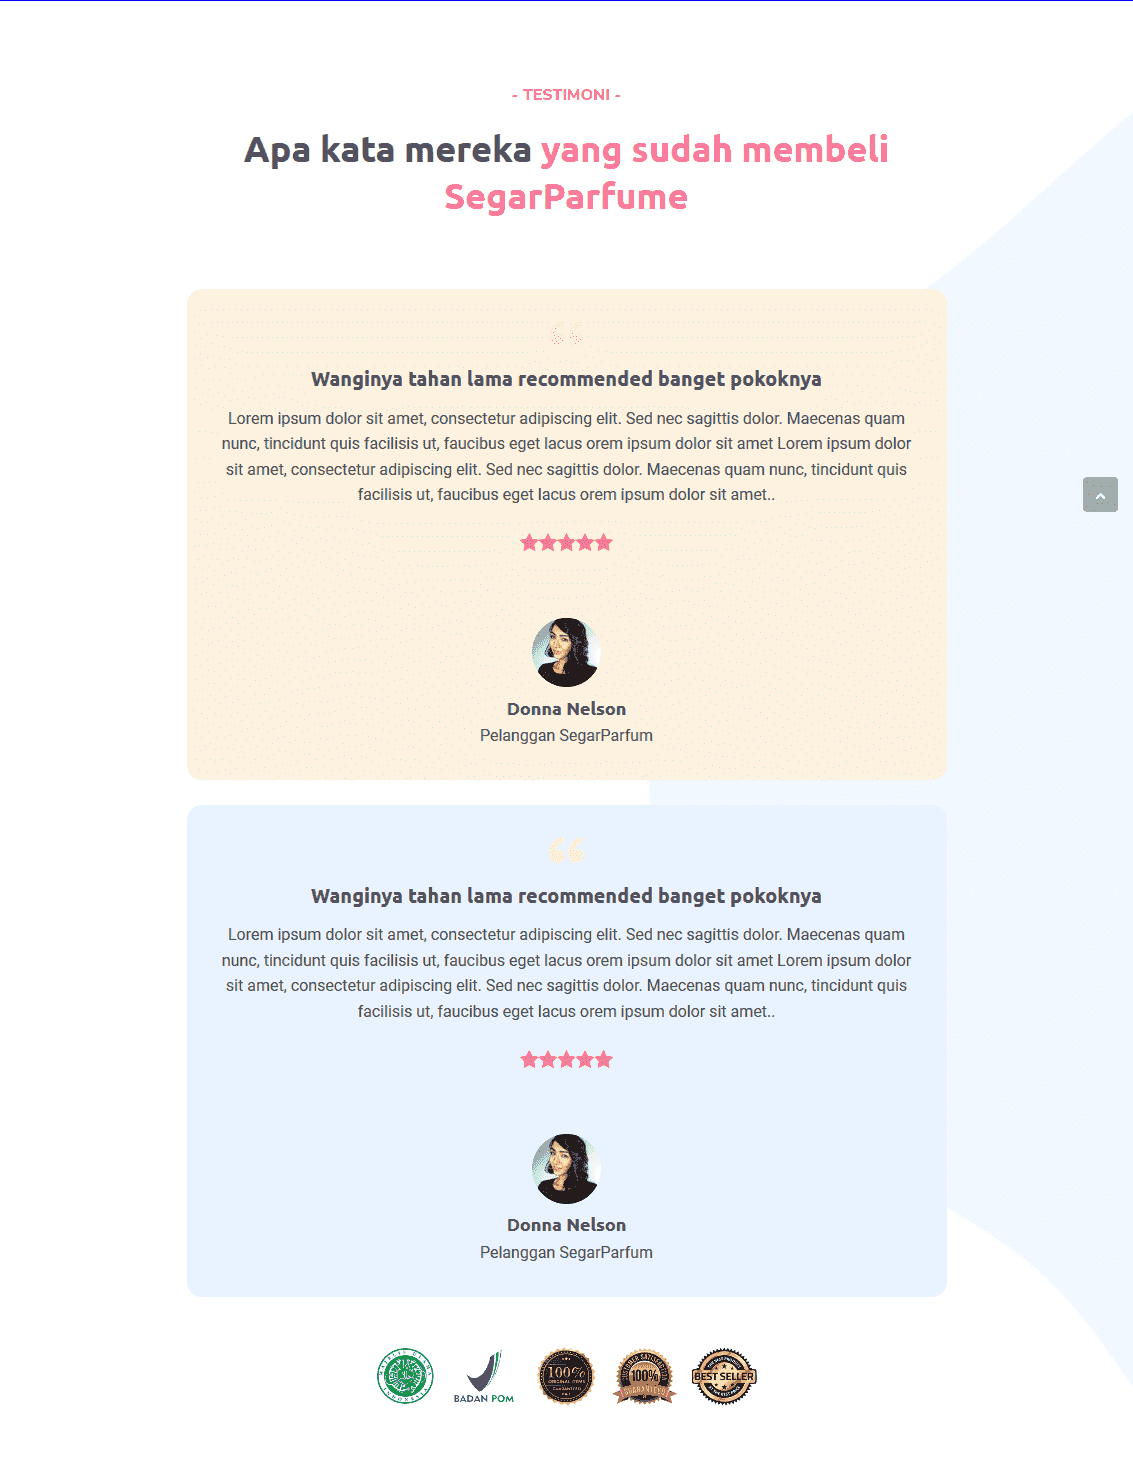 - TESTIMONI -
Apa kata mereka yang sudah membeli
SegarParfume
Wanginya tahan lama recommended banget pokoknya
Lorem ipsum dolor sit amet, consectetur adipiscing elit. Sed nec sagittis dolor. Maecenas quam
nunc, tincidunt quis facilisis ut, faucibus eget lacus orem ipsum dolor sit amet Lorem ipsum dolor
sit amet, consectetur adipiscing elit. Sed nec sagittis dolor. Maecenas quam nunc, tincidunt quis
facilisis ut, faucibus eget lacus orem ipsum dolor sit amet..
Donna Nelson
Pelanggan SegarParfum
Wanginya tahan lama recommended banget pokoknya
Lorem ipsum dolor sit amet, consectetur adipiscing elit. Sed nec sagittis dolor. Maecenas quam
nunc, tincidunt quis facilisis ut, faucibus eget lacus orem ipsum dolor sit amet Lorem ipsum dolor
sit amet, consectetur adipiscing elit. Sed nec sagittis dolor. Maecenas quam nunc, tincidunt quis
facilisis ut, faucibus eget lacus orem ipsum dolor sit amet..
Donna Nelson
Pelanggan SegarParfum
MAJELIS ULAMA
INDONESIA
BADAN POM
100%
ORIGINAL ITEMS
GUARANTEED
100%
GUARANTEED
BEST SELLER